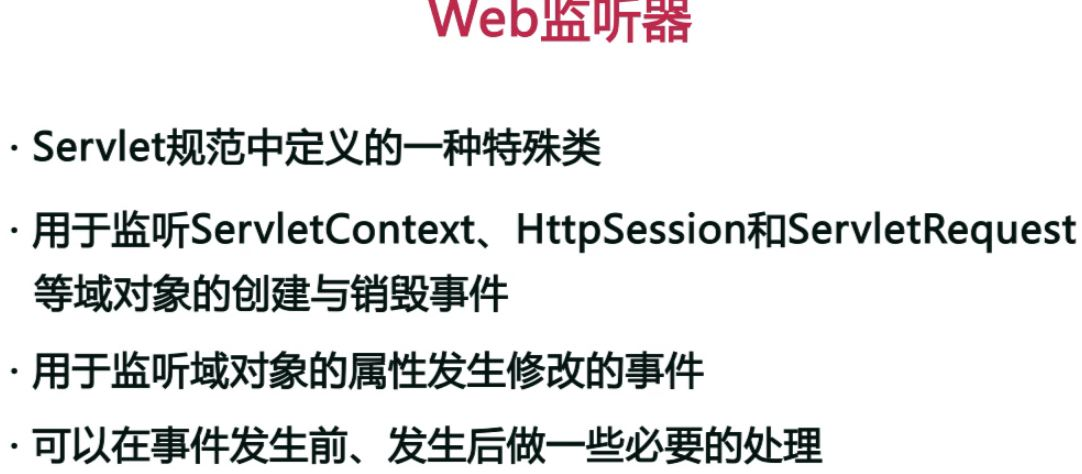 Web监听器
· Servlet规范中定义的一种特殊类
· 用于监听ServletContext、HttpSession和ServletRequest
等域对象的创建与销毁事件
· 用于监听域对象的属性发生修改的事件
· 可以在事件发生前、发生后做一些必要的处理